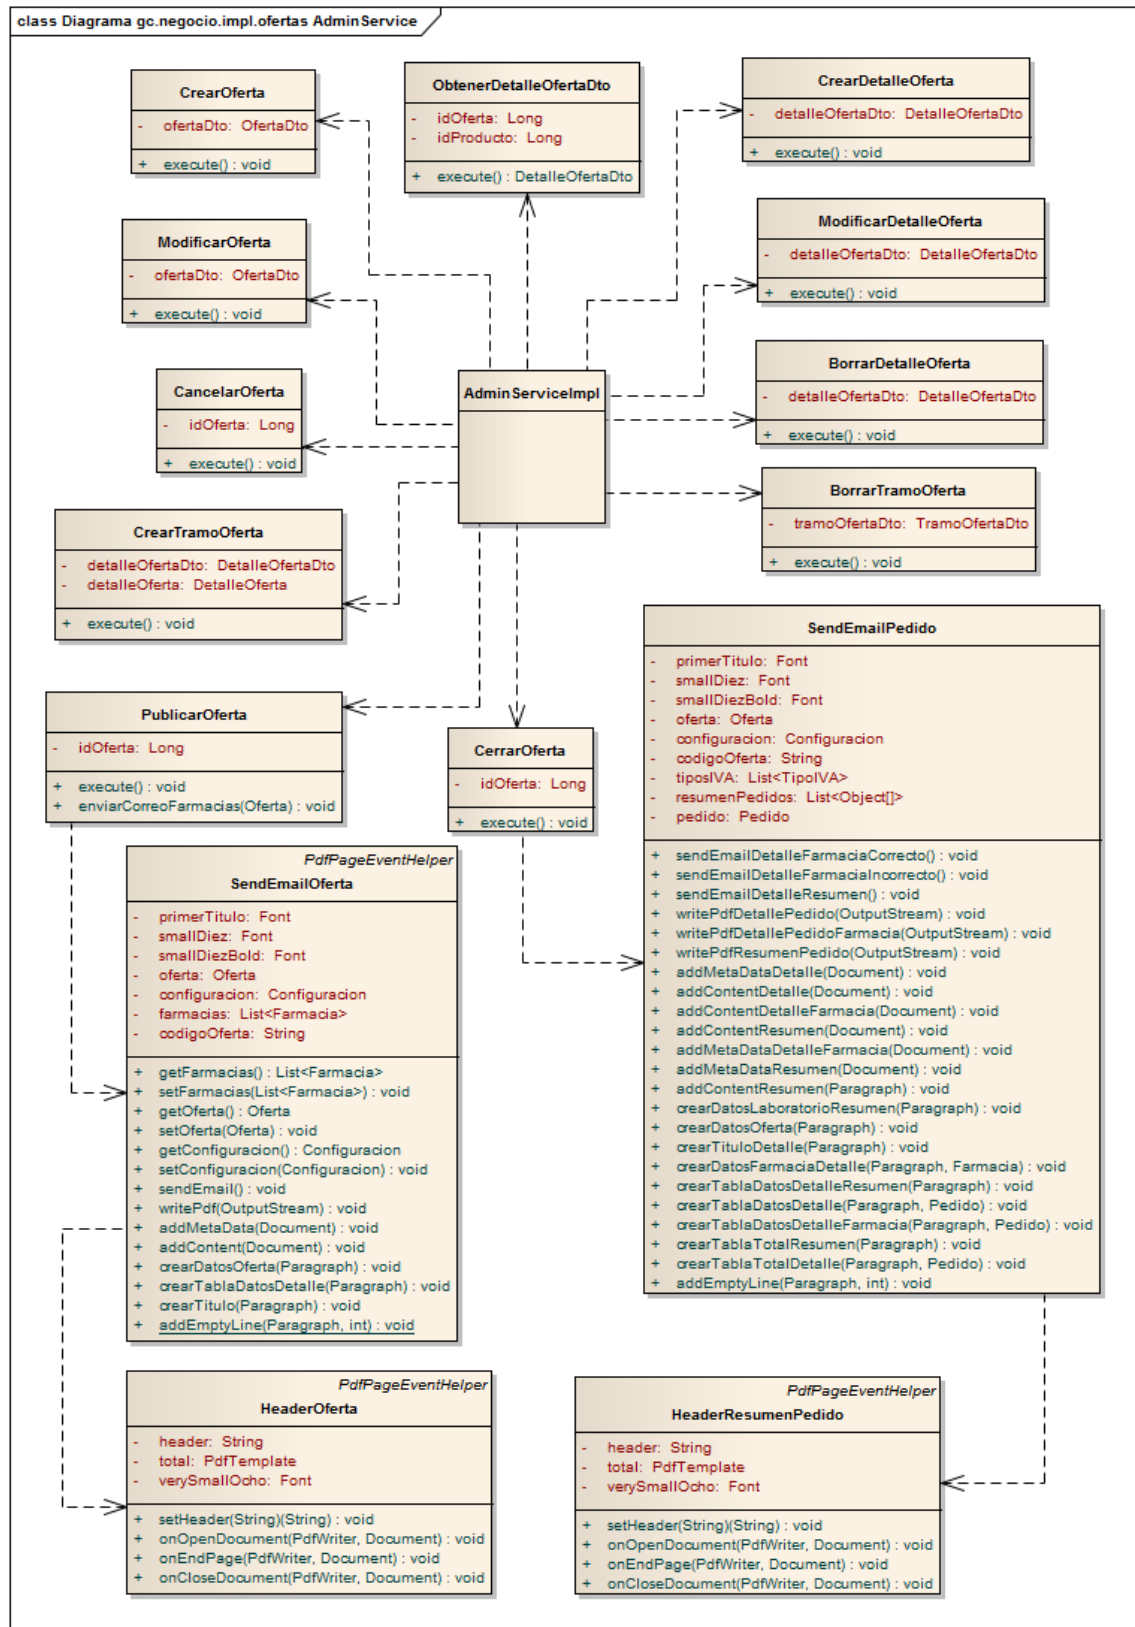 class Diagrama gc.negocio.impl.ofertas AdminService
CrearOferta
- ofertaDto: OfertaDto
+ execute() : void
ObtenerDetalleOfertaDto
- idOferta: Long
- idProducto: Long
+ execute() : DetalleOfertaDto
CrearDetalleOferta
- detalleOfertaDto: DetalleOfertaDto
+ execute() : void
ModificarOferta
- ofertaDto: OfertaDto
+ execute() : void
ModificarDetalleOferta
- detalleOfertaDto: DetalleOfertaDto
+ execute() : void
CancelarOferta
- idOferta: Long
+ execute() : void
AdminServiceImpl
BorrarDetalleOferta
- detalleOfertaDto: DetalleOfertaDto
+ execute() : void
BorrarTramoOferta
- tramoOfertaDto: TramoOfertaDto
+ execute() : void
CrearTramoOferta
- detalleOfertaDto: DetalleOfertaDto
- detalleOferta: DetalleOferta
+ execute() : void
PublicarOferta
- idOferta: Long
+ execute() : void
+ enviarCorreoFarmacias(Oferta) : void
CerrarOferta
- idOferta: Long
+ execute() : void
SendEmailPedido
- primerTitulo: Font
- smallDiez: Font
- smallDiezBold: Font
- oferta: Oferta
- configuracion: Configuracion
- codigoOferta: String
- tiposIVA: List<TipoIVA>
- resumenPedidos: List<Object[]>
- pedido: Pedido
+ sendEmailDetalleFarmaciaCorrecto() : void
+ sendEmailDetalleFarmaciaIncorrecto() : void
+ sendEmailDetalleResumen() : void
+ writePdfDetallePedido(OutputStream) : void
+ writePdfDetallePedidoFarmacia(OutputStream) : void
+ writePdfResumenPedido(OutputStream) : void
+ addMetaDataDetalle(Document) : void
+ addContentDetalle(Document) : void
+ addContentDetalleFarmacia(Document) : void
+ addContentResumen(Document) : void
+ addMetaDataDetalleFarmacia(Document) : void
+ addMetaDataResumen(Document) : void
+ addContentResumen(Paragraph) : void
+ crearDatosLaboratorioResumen(Paragraph) : void
+ crearDatosOferta(Paragraph) : void
+ crearTituloDetalle(Paragraph) : void
+ crearDatosFarmaciaDetalle(Paragraph, Farmacia) : void
+ crearTablaDatosDetalleResumen(Paragraph) : void
+ crearTablaDatosDetalle(Paragraph, Pedido) : void
+ crearTablaDatosDetalleFarmacia(Paragraph, Pedido) : void
+ crearTablaTotalResumen(Paragraph) : void
+ crearTablaTotalDetalle(Paragraph, Pedido) : void
+ addEmptyLine(Paragraph, int) : void
PdfPageEventHelper
SendEmailOferta
- primerTitulo: Font
- smallDiez: Font
- smallDiezBold: Font
- oferta: Oferta
- configuracion: Configuracion
- farmacias: List<Farmacia>
- codigoOferta: String
+ getFarmacias() : List<Farmacia>
+ setFarmacias(List<Farmacia>) : void
+ getOferta() : Oferta
+ setOferta(Oferta) : void
+ getConfiguracion() : Configuracion
+ setConfiguracion(Configuracion) : void
+ sendEmail() : void
+ writePdf(OutputStream) : void
+ addMetaData(Document) : void
+ addContent(Document) : void
+ crearDatosOferta(Paragraph) : void
+ crearTablaDatosDetalle(Paragraph) : void
+ crearTitulo(Paragraph) : void
+ addEmptyLine(Paragraph, int) : void
PdfPageEventHelper
HeaderOferta
- header: String
- total: PdfTemplate
- verySmallOcho: Font
+ setHeader(String)(String) : void
+ onOpenDocument(PdfWriter, Document) : void
+ onEndPage(PdfWriter, Document) : void
+ onCloseDocument(PdfWriter, Document) : void
PdfPageEventHelper
HeaderResumenPedido
- header: String
- total: PdfTemplate
- verySmallOcho: Font
+ setHeader(String)(String) : void
+ onOpenDocument(PdfWriter, Document) : void
+ onEndPage(PdfWriter, Document) : void
+ onCloseDocument(PdfWriter, Document) : void